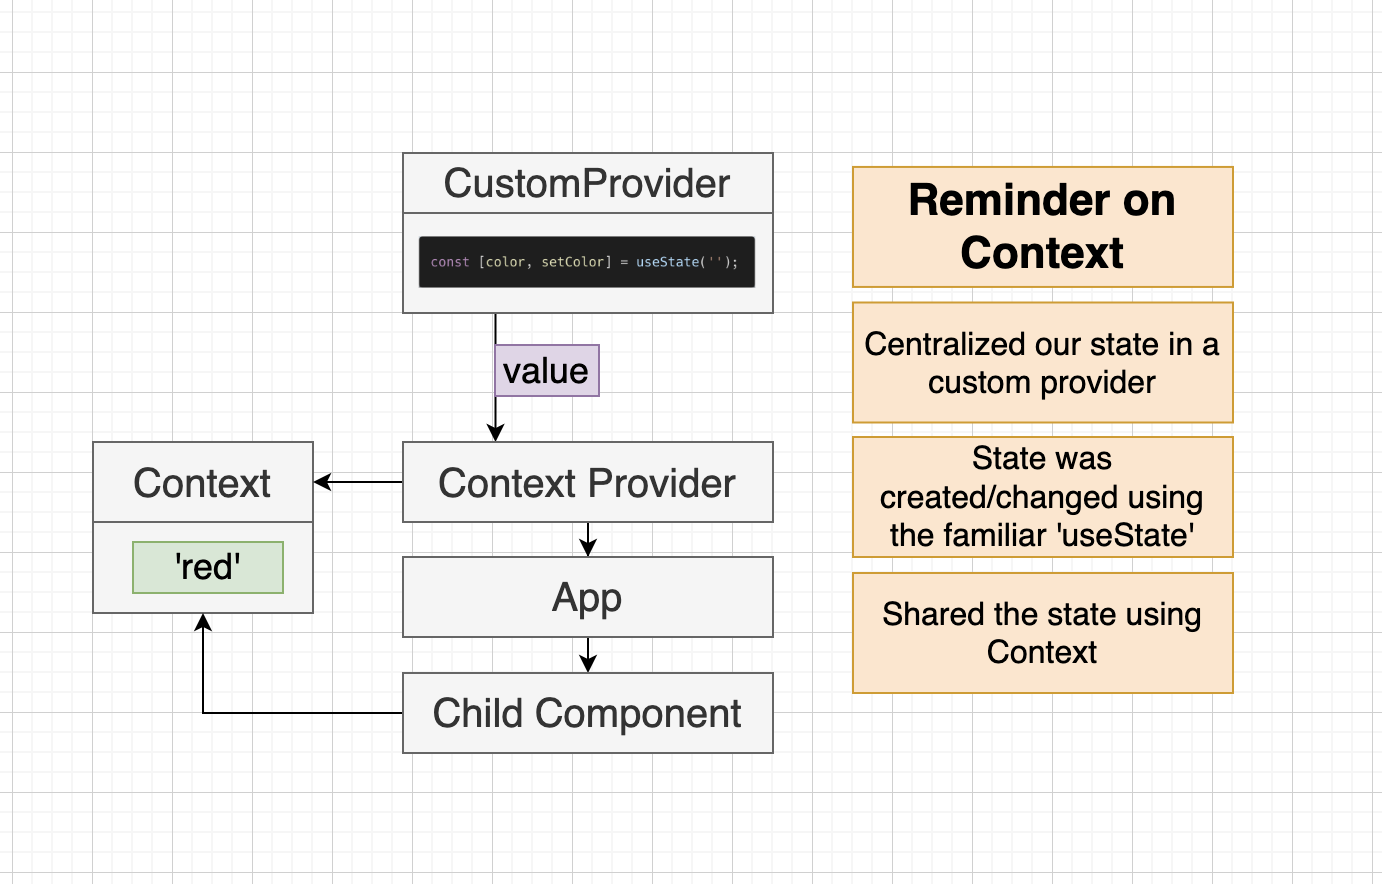 CustomProvider
const [color, setColor] = useState('');
value
Context
'red'
Context Provider
App
Child Component
Reminder on
Context
Centralized our state in a
custom provider
State was
created/changed using
the familiar 'useState'
Shared the state using
Context